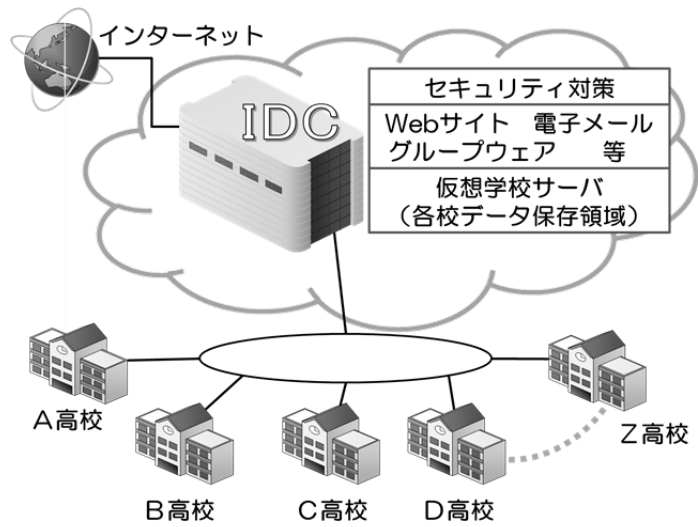 インターネット
IDC
セキュリティ対策
Webサイト　電子メール
グループウェア　　等
仮想学校サーバ
（各校データ保存領域）
A高校
B高校
C高校
D高校
Z高校